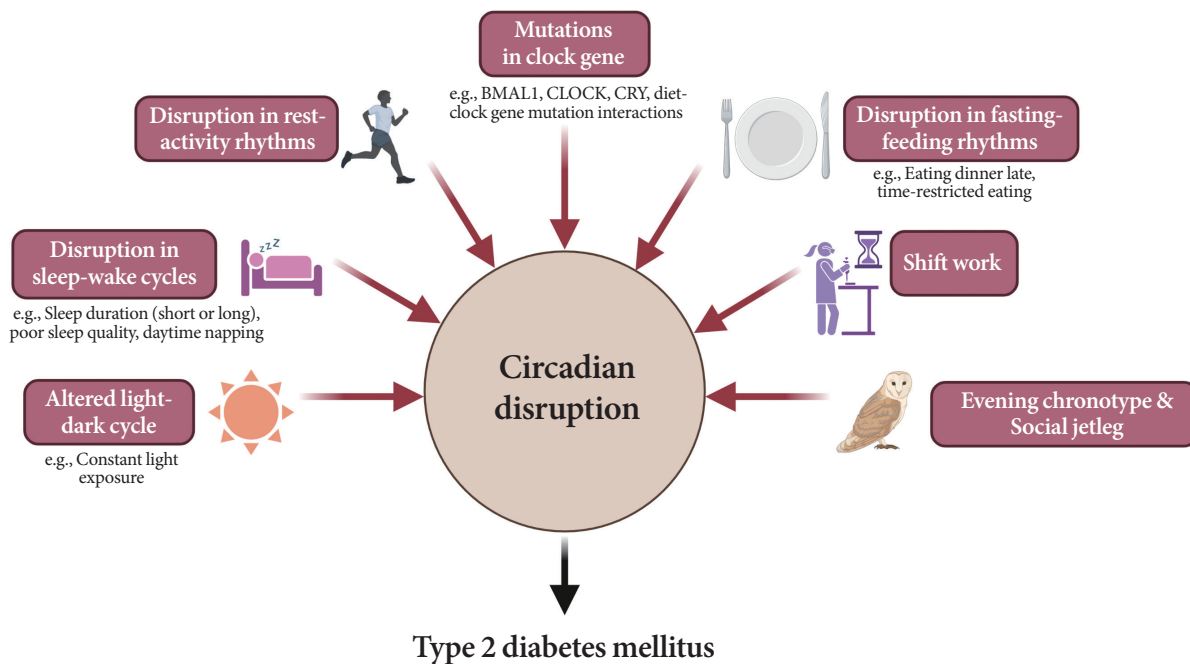 Mutations
in clock gene
e.g., BMAL1, CLOCK, CRY, diet-
clock gene mutation interactions
Disruption in rest-
activity rhythms
Disruption in fasting-
feeding rhythms
e.g., Eating dinner late,
time-restricted eating
Disruption in
sleep-wake cycles
e.g., Sleep duration (short or long),
poor sleep quality, daytime napping
zzzZ
Shift work
Altered light-
dark cycle
e.g., Constant light
exposure
Circadian
disruption
Evening chronotype &
Social jetleg
Type 2 diabetes mellitus